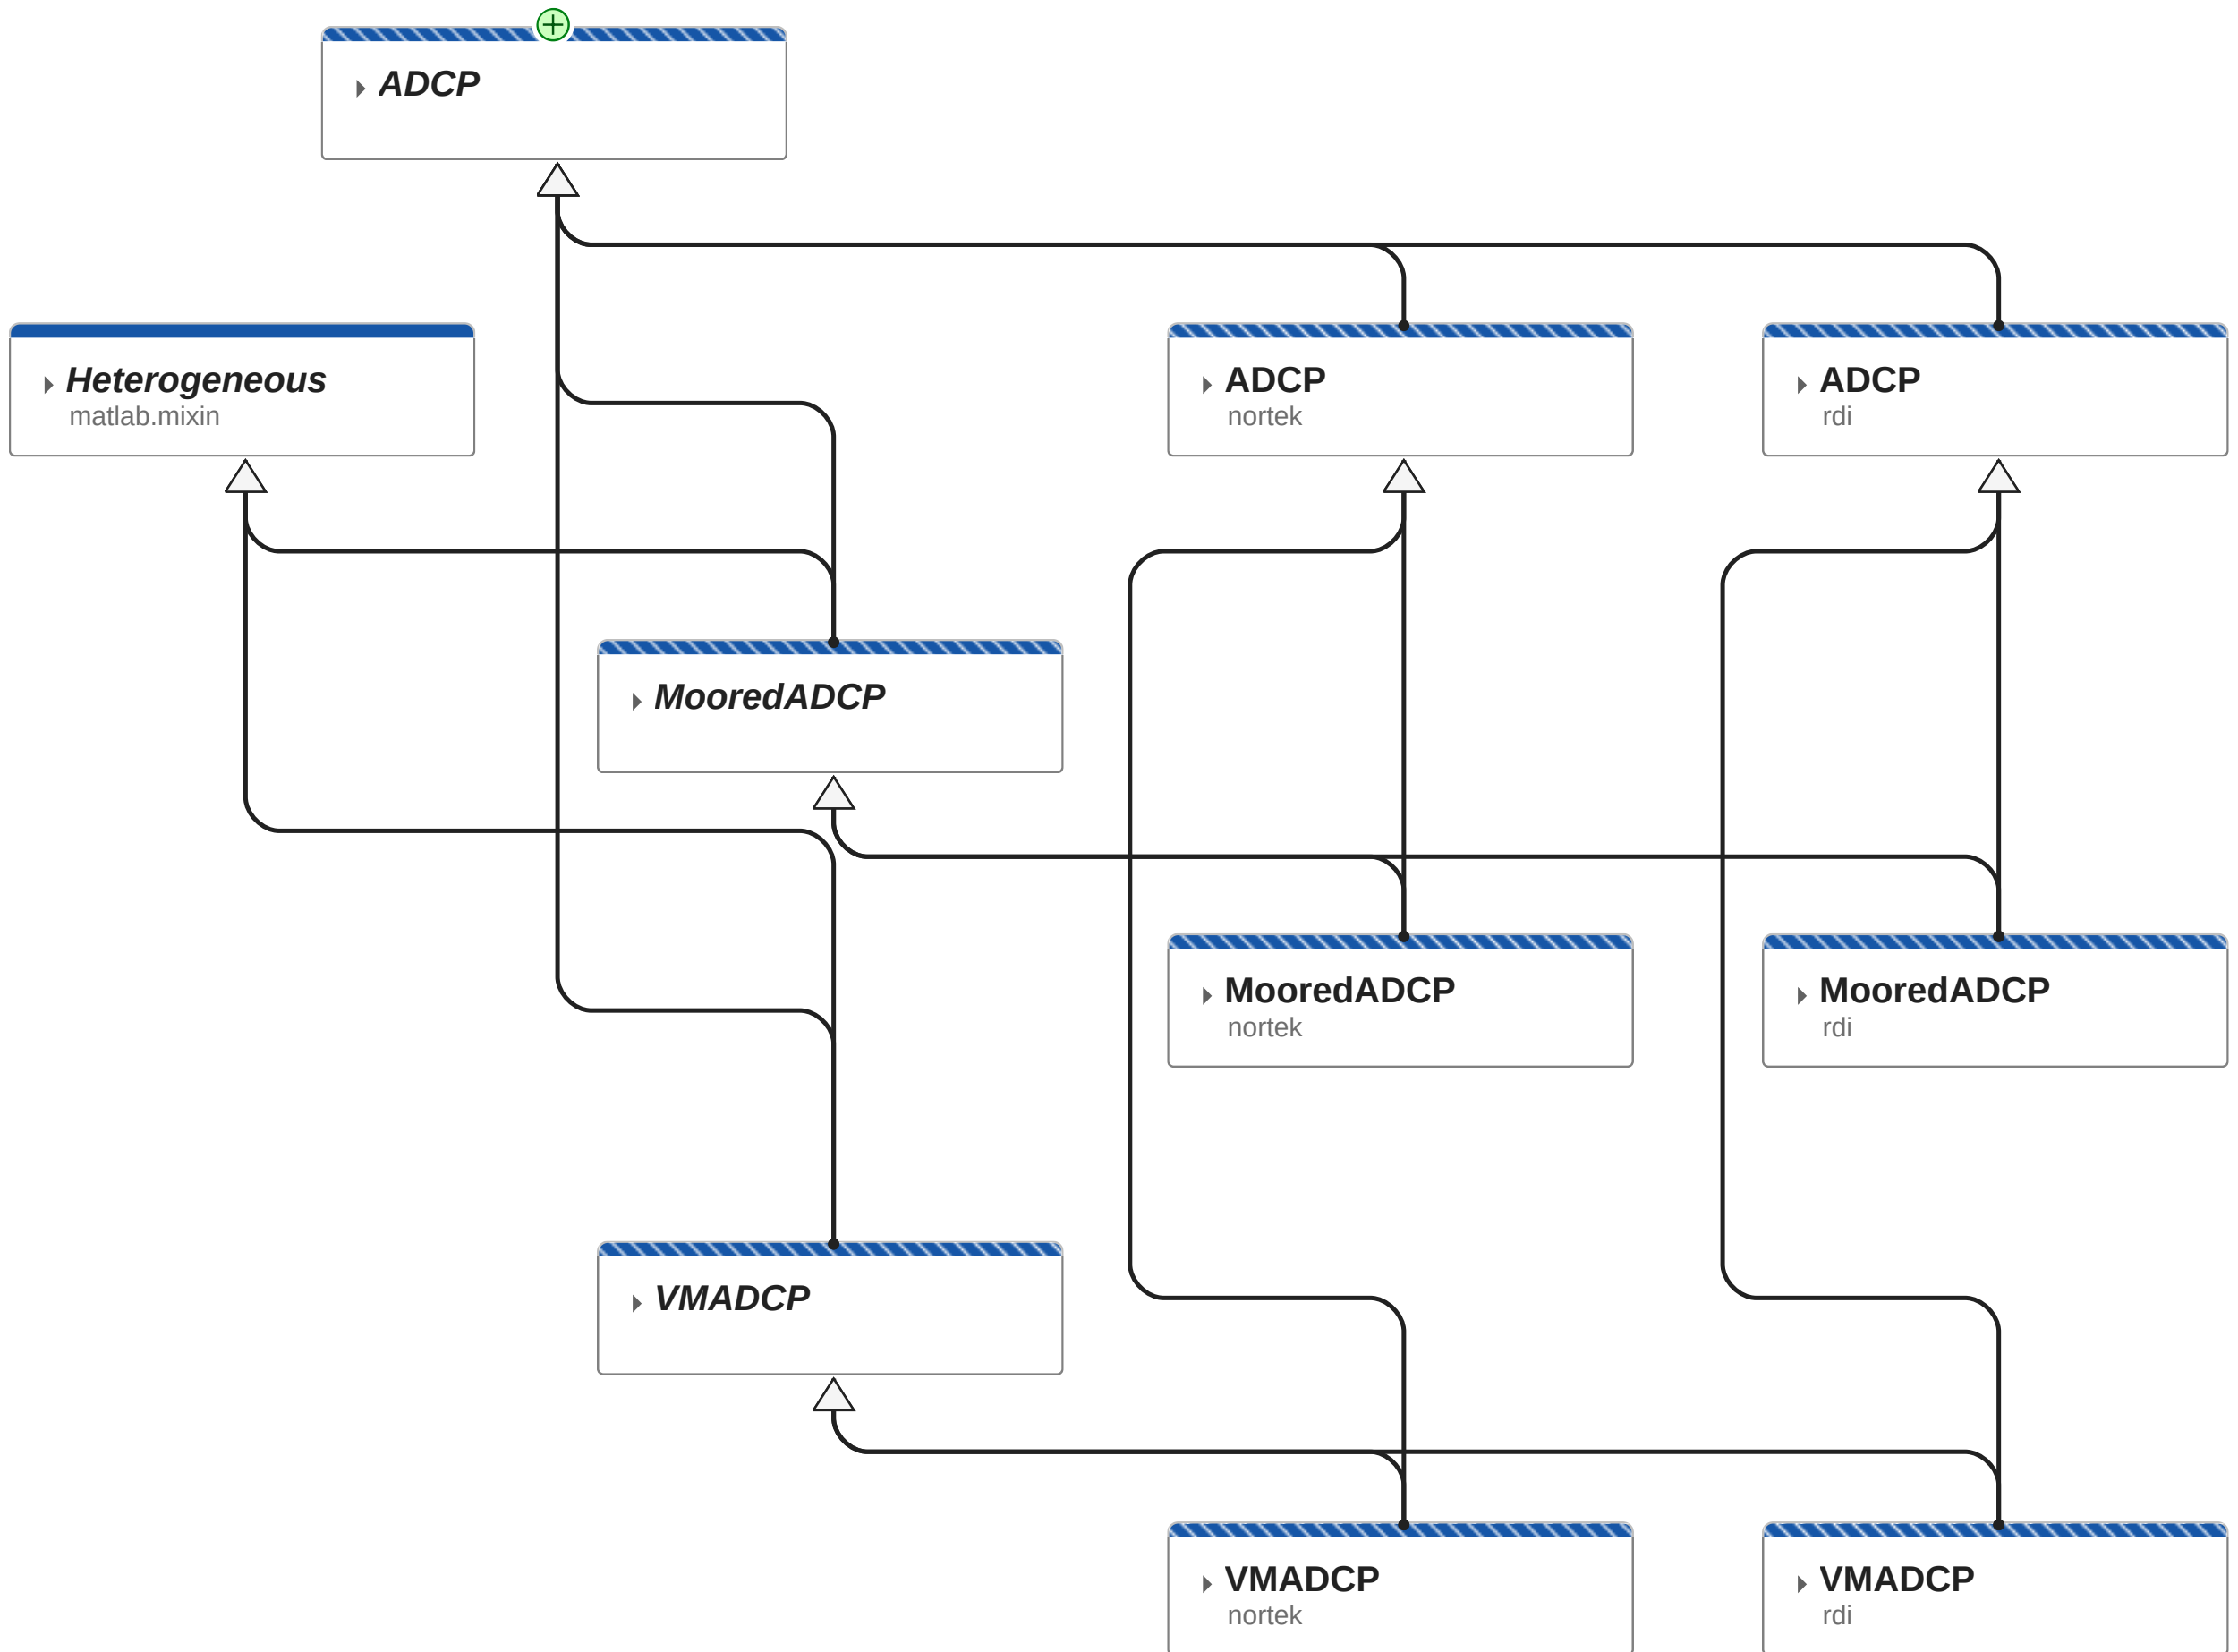 ADCP
Heterogeneous
matlab.mixin
ADCP
nortek
ADCP
rdi
MooredADCP
MooredADCP
nortek
MooredADCP
rdi
VMADCP
VMADCP
nortek
VMADCP
rdi